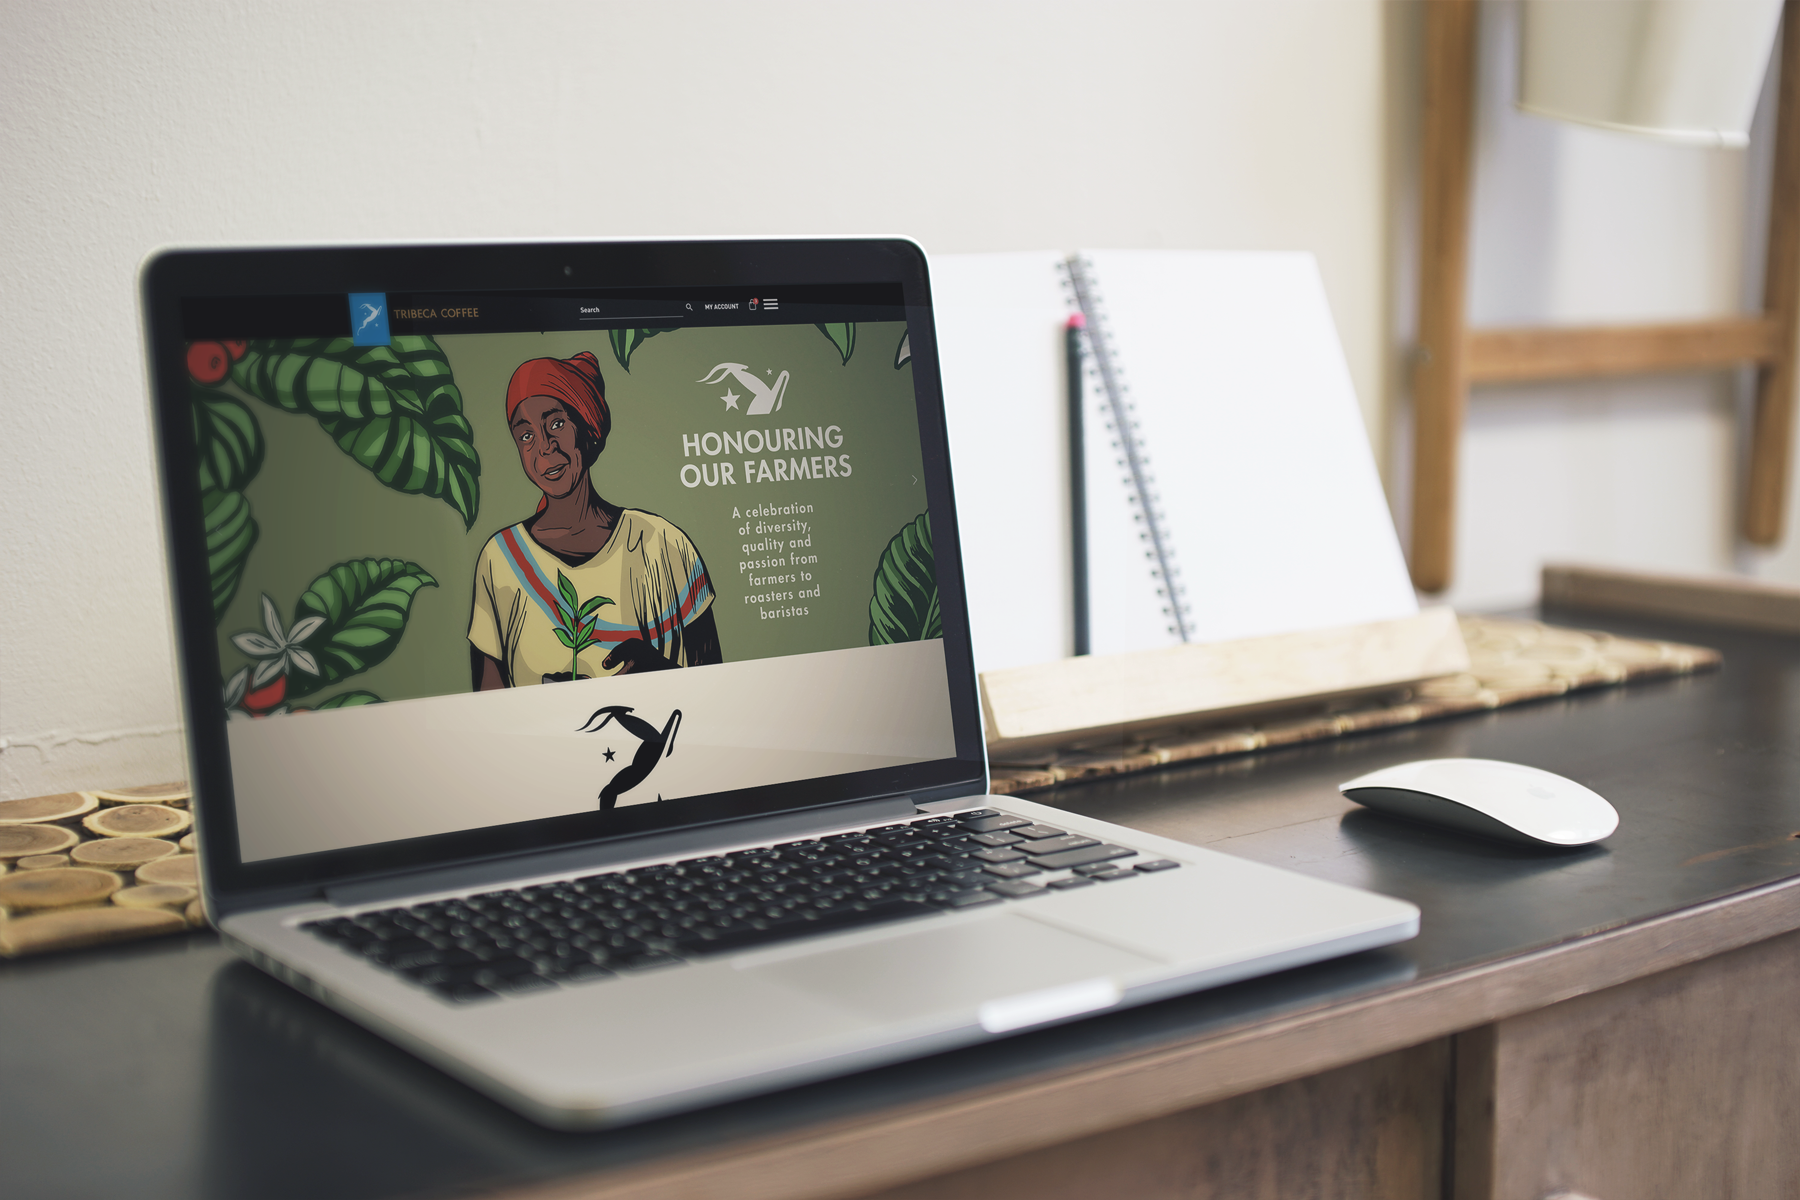 TRIBECA COFFEE
Search
MY ACCOUNT
HONOURING
OUR FARMERS
A celebration
of diversity,
quality and
passion from
farmers to
roasters and
baristas